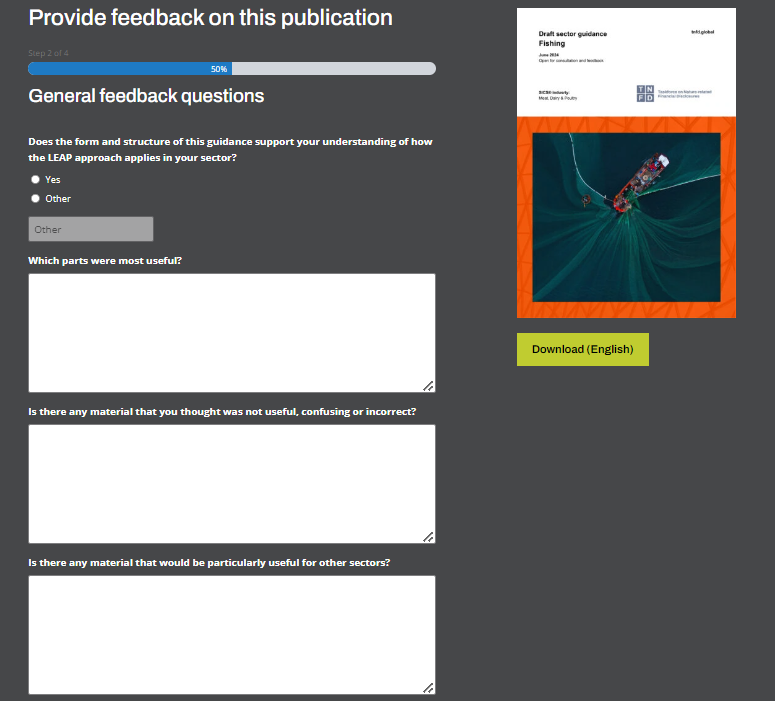 Provide feedback on this publication
Step 2 of 4
50%
General feedback questions
Does the form and structure of this guidance support your understanding of how
the LEAP approach applies in your sector?
Yes
Other
Other
Which parts were most useful?
Is there any material that you thought was not useful, confusing or incorrect?
Is there any material that would be particularly useful for other sectors?
Draft sector guidance
tnfd.global
Fishing
June 2024
Open for consultation and feedback
SICS® Industry:
Meat, Dairy & Poultry
T N
F D
Taskforce on Nature-related
Financial Disclosures
Download (English)